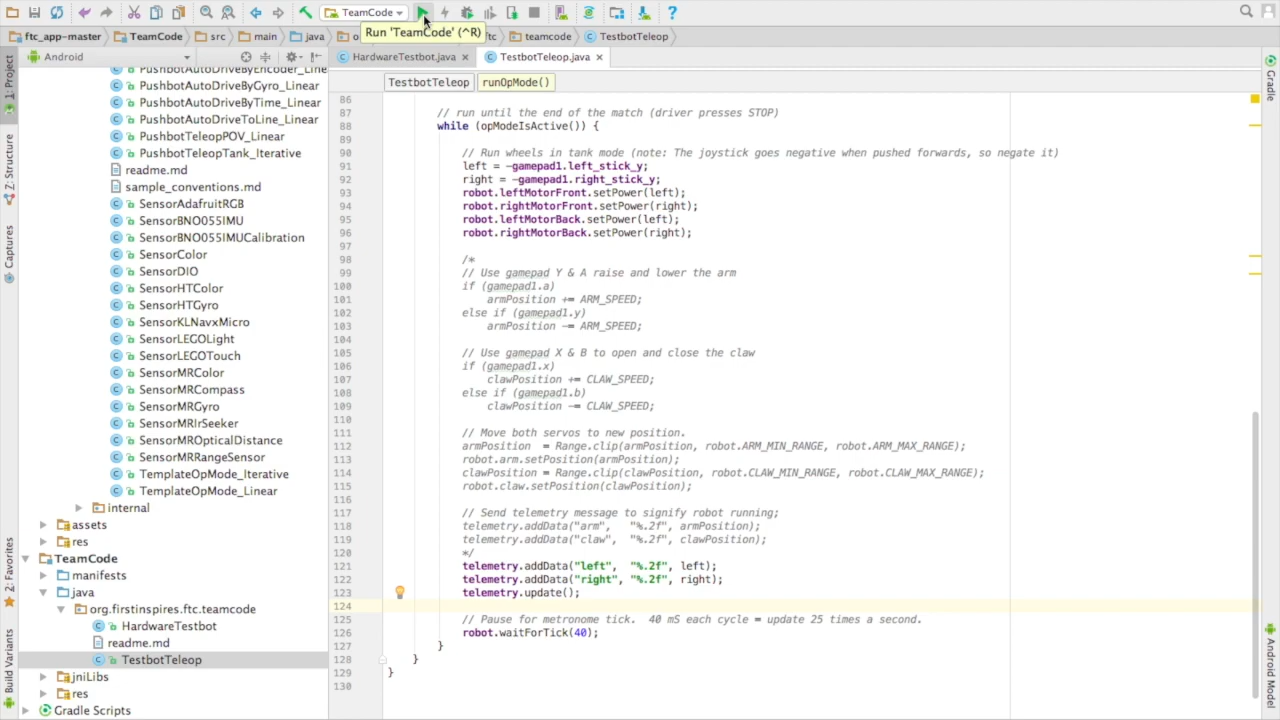 TeamCode
Run 'TeamCode' (^R)
ftc_app-master
TeamCode
src
main
java
teamcode
TestbotTeleop
Android
HardwareTestbot.java
TestbotTeleop.java
TestbotTeleop
runOpMode()
1: Project
Z: Structure
Captures
2: Favorites
Build Variants
Gradle
Android Model
PushbotAutoDriveByEncoder_Linear
PushbotAutoDriveByGyro_Linear
PushbotAutoDriveByTime_Linear
PushbotAutoDriveToLine_Linear
PushbotTeleopPOV_Linear
PushbotTeleopTank_Iterative
readme.md
sample_conventions.md
SensorAdafruitRGB
SensorBNO055IMU
SensorBNO055IMUCalibration
SensorColor
SensorDIO
SensorHTColor
SensorHTGyro
SensorKLNavxMicro
SensorLEGOLight
SensorLEGOTouch
SensorMRColor
SensorMRCompass
SensorMRGyro
SensorMRIrSeeker
SensorMROpticalDistance
SensorMRRangeSensor
TemplateOpMode_Iterative
TemplateOpMode_Linear
internal
assets
res
TeamCode
manifests
java
org.firstinspires.ftc.teamcode
HardwareTestbot
readme.md
TestbotTeleop
jniLibs
res
Gradle Scripts
86
87 // run until the end of the match (driver presses STOP)
88 while (opModeIsActive()) {
89
90 // Run wheels in tank mode (note: The joystick goes negative when pushed forwards, so negate it)
91 left = -gamepad1.left_stick_y;
92 right = -gamepad1.right_stick_y;
93 robot.leftMotorFront.setPower(left);
94 robot.rightMotorFront.setPower(right);
95 robot.leftMotorBack.setPower(left);
96 robot.rightMotorBack.setPower(right);
97
98 /*
99 // Use gamepad Y & A raise and lower the arm
100 if (gamepad1.a)
101 armPosition += ARM_SPEED;
102 else if (gamepad1.y)
103 armPosition -= ARM_SPEED;
104
105 // Use gamepad X & B to open and close the claw
106 if (gamepad1.x)
107 clawPosition += CLAW_SPEED;
108 else if (gamepad1.b)
109 clawPosition -= CLAW_SPEED;
110
111 // Move both servos to new position.
112 armPosition  = Range.clip(armPosition, robot.ARM_MIN_RANGE, robot.ARM_MAX_RANGE);
113 robot.arm.setPosition(armPosition);
114 clawPosition = Range.clip(clawPosition, robot.CLAW_MIN_RANGE, robot.CLAW_MAX_RANGE);
115 robot.claw.setPosition(clawPosition);
116
117 // Send telemetry message to signify robot running;
118 telemetry.addData("arm",   "%.2f", armPosition);
119 telemetry.addData("claw",  "%.2f", clawPosition);
120 */
121 telemetry.addData("left",  "%.2f", left);
122 telemetry.addData("right", "%.2f", right);
123 telemetry.update();
124
125 // Pause for metronome tick.  40 mS each cycle = update 25 times a second.
126 robot.waitForTick(40);
127 }
128 }
129 }
130